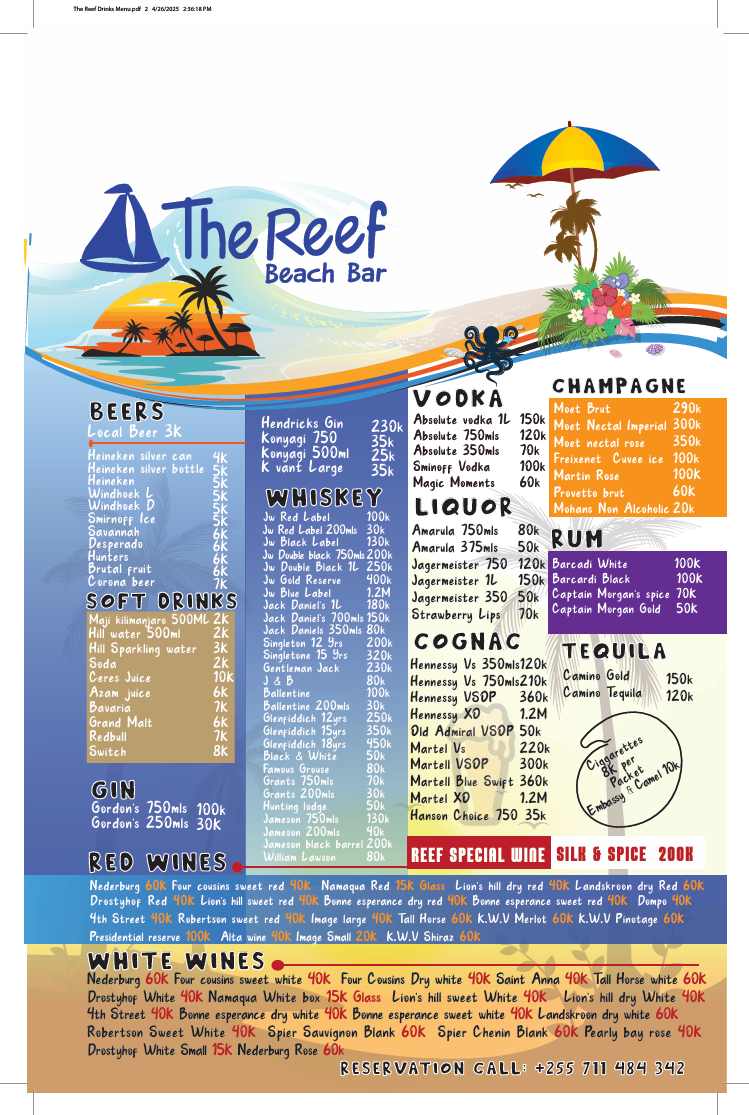 The Reef Drinks Menu.pdf 2 4/26/2025 2:36:18 PM
The Reef
Beach Bar
BEERS
Local Beer 3K
Heineken silver can 4K
Heineken silver bottle 5K
Heineken 5K
Windhoek L 5K
Windhoek D 5K
Smirnoff Ice 5K
Savannah 6K
Desperado 6K
Hunters 6K
Brutal fruit 6K
Corona beer 7K
SOFT DRINKS
Maji kilimanjaro 500ML 2K
Hill water 500ml 2K
Hill Sparkling water 3K
Soda 2K
Ceres Juice 10K
Azam juice 6K
Bavaria 7K
Grand Malt 6K
Redbull 7K
Switch 8K
GIN
Gordon's 750mls 100k
Gordon's 250mls 30K
Hendricks Gin 230k
Konyagi 750 35k
Konyagi 500ml 25k
K vant Large 35k
WHISKEY
Jw Red Label 100k
Jw Red Label 200mls 30k
Jw Black Label 130k
Jw Double black 750mls 200k
Jw Double Black 1L 250k
Jw Gold Reserve 400k
Jw Blue Label 1.2M
Jack Daniel's 1L 180k
Jack Daniel's 700mls 150k
Jack Daniels 350mls 80k
Singleton 12 Yrs 200k
Singletone 15 Yrs 320k
Gentleman Jack 230k
J & B 80k
Ballentine 100k
Ballentine 200mls 30k
Glenfiddich 12yrs 250k
Glenfiddich 15yrs 350k
Glenfiddich 18yrs 450k
Black & White 50k
Famous Grouse 80k
Grants 750mls 70k
Grants 200mls 30k
Hunting lodge 50k
Jameson 750mls 130k
Jameson 200mls 40k
Jameson black barrel 200k
William Lawson 80k
VODKA
Absolute vodka 1L 150k
Absolute 750mls 120k
Absolute 350mls 70k
Sminoff Vodka 100k
Magic Moments 60k
LIQUOR
Amarula 750mls 80k
Amarula 375mls 50k
Jagermeister 750 120k
Jagermeister 1L 150k
Jagermeister 350 50k
Strawberry Lips 70k
COGNAC
Hennessy Vs 350mls 120k
Hennessy Vs 750mls 210k
Hennessy VSOP 360k
Hennessy XO 1.2M
Old Admiral VSOP 50k
Martel Vs 220k
Martell VSOP 300k
Martell Blue Swift 360k
Martel XO 1.2M
Hanson Choice 750 35k
CHAMPAGNE
Moet Brut 290k
Moet Nectal Imperial 300k
Moet nectal rose 350k
Freixenet Cuvee ice 100k
Martin Rose 100K
Provetto brut 60K
Mohans Non Alcoholic 20k
RUM
Barcadi White 100K
Barcardi Black 100K
Captain Morgan's spice 70K
Captain Morgan Gold 50K
TEQUILA
Camino Gold 150k
Camino Tequila 120k
Ciggarettes
8K per
Packet
Embassy & Camel 10k
REEF SPECIAL WINE SILK & SPICE 200K
RED WINES
Nederburg 60K Four cousins sweet red 40K Namaqua Red 15K Glass Lion's hill dry red 40K Landskroon dry Red 60K
Drostyhof Red 40K Lion's hill sweet red 40K Bonne esperance dry red 40K Bonne esperance sweet red 40K Dompo 40K
4th Street 40K Robertson sweet red 40K Image large 40K Tall Horse 60K K.W.V Merlot 60K K.W.V Pinotage 60K
Presidential reserve 100K Alta wine 40K Image Small 20K K.W.V Shiraz 60K
WHITE WINES
Nederburg 60K Four cousins sweet white 40K Four Cousins Dry white 40K Saint Anna 40K Tall Horse white 60K
Drostyhof White 40K Namaqua White box 15K Glass Lion's hill sweet White 40K Lion's hill dry White 40K
4th Street 40K Bonne esperance dry white 40K Bonne esperance sweet white 40K Landskroon dry white 60K
Robertson Sweet White 40K Spier Sauvignon Blank 60K Spier Chenin Blank 60K Pearly bay rose 40K
Drostyhof White Small 15K Nederburg Rose 60k
RESERVATION CALL: +255 711 484 342